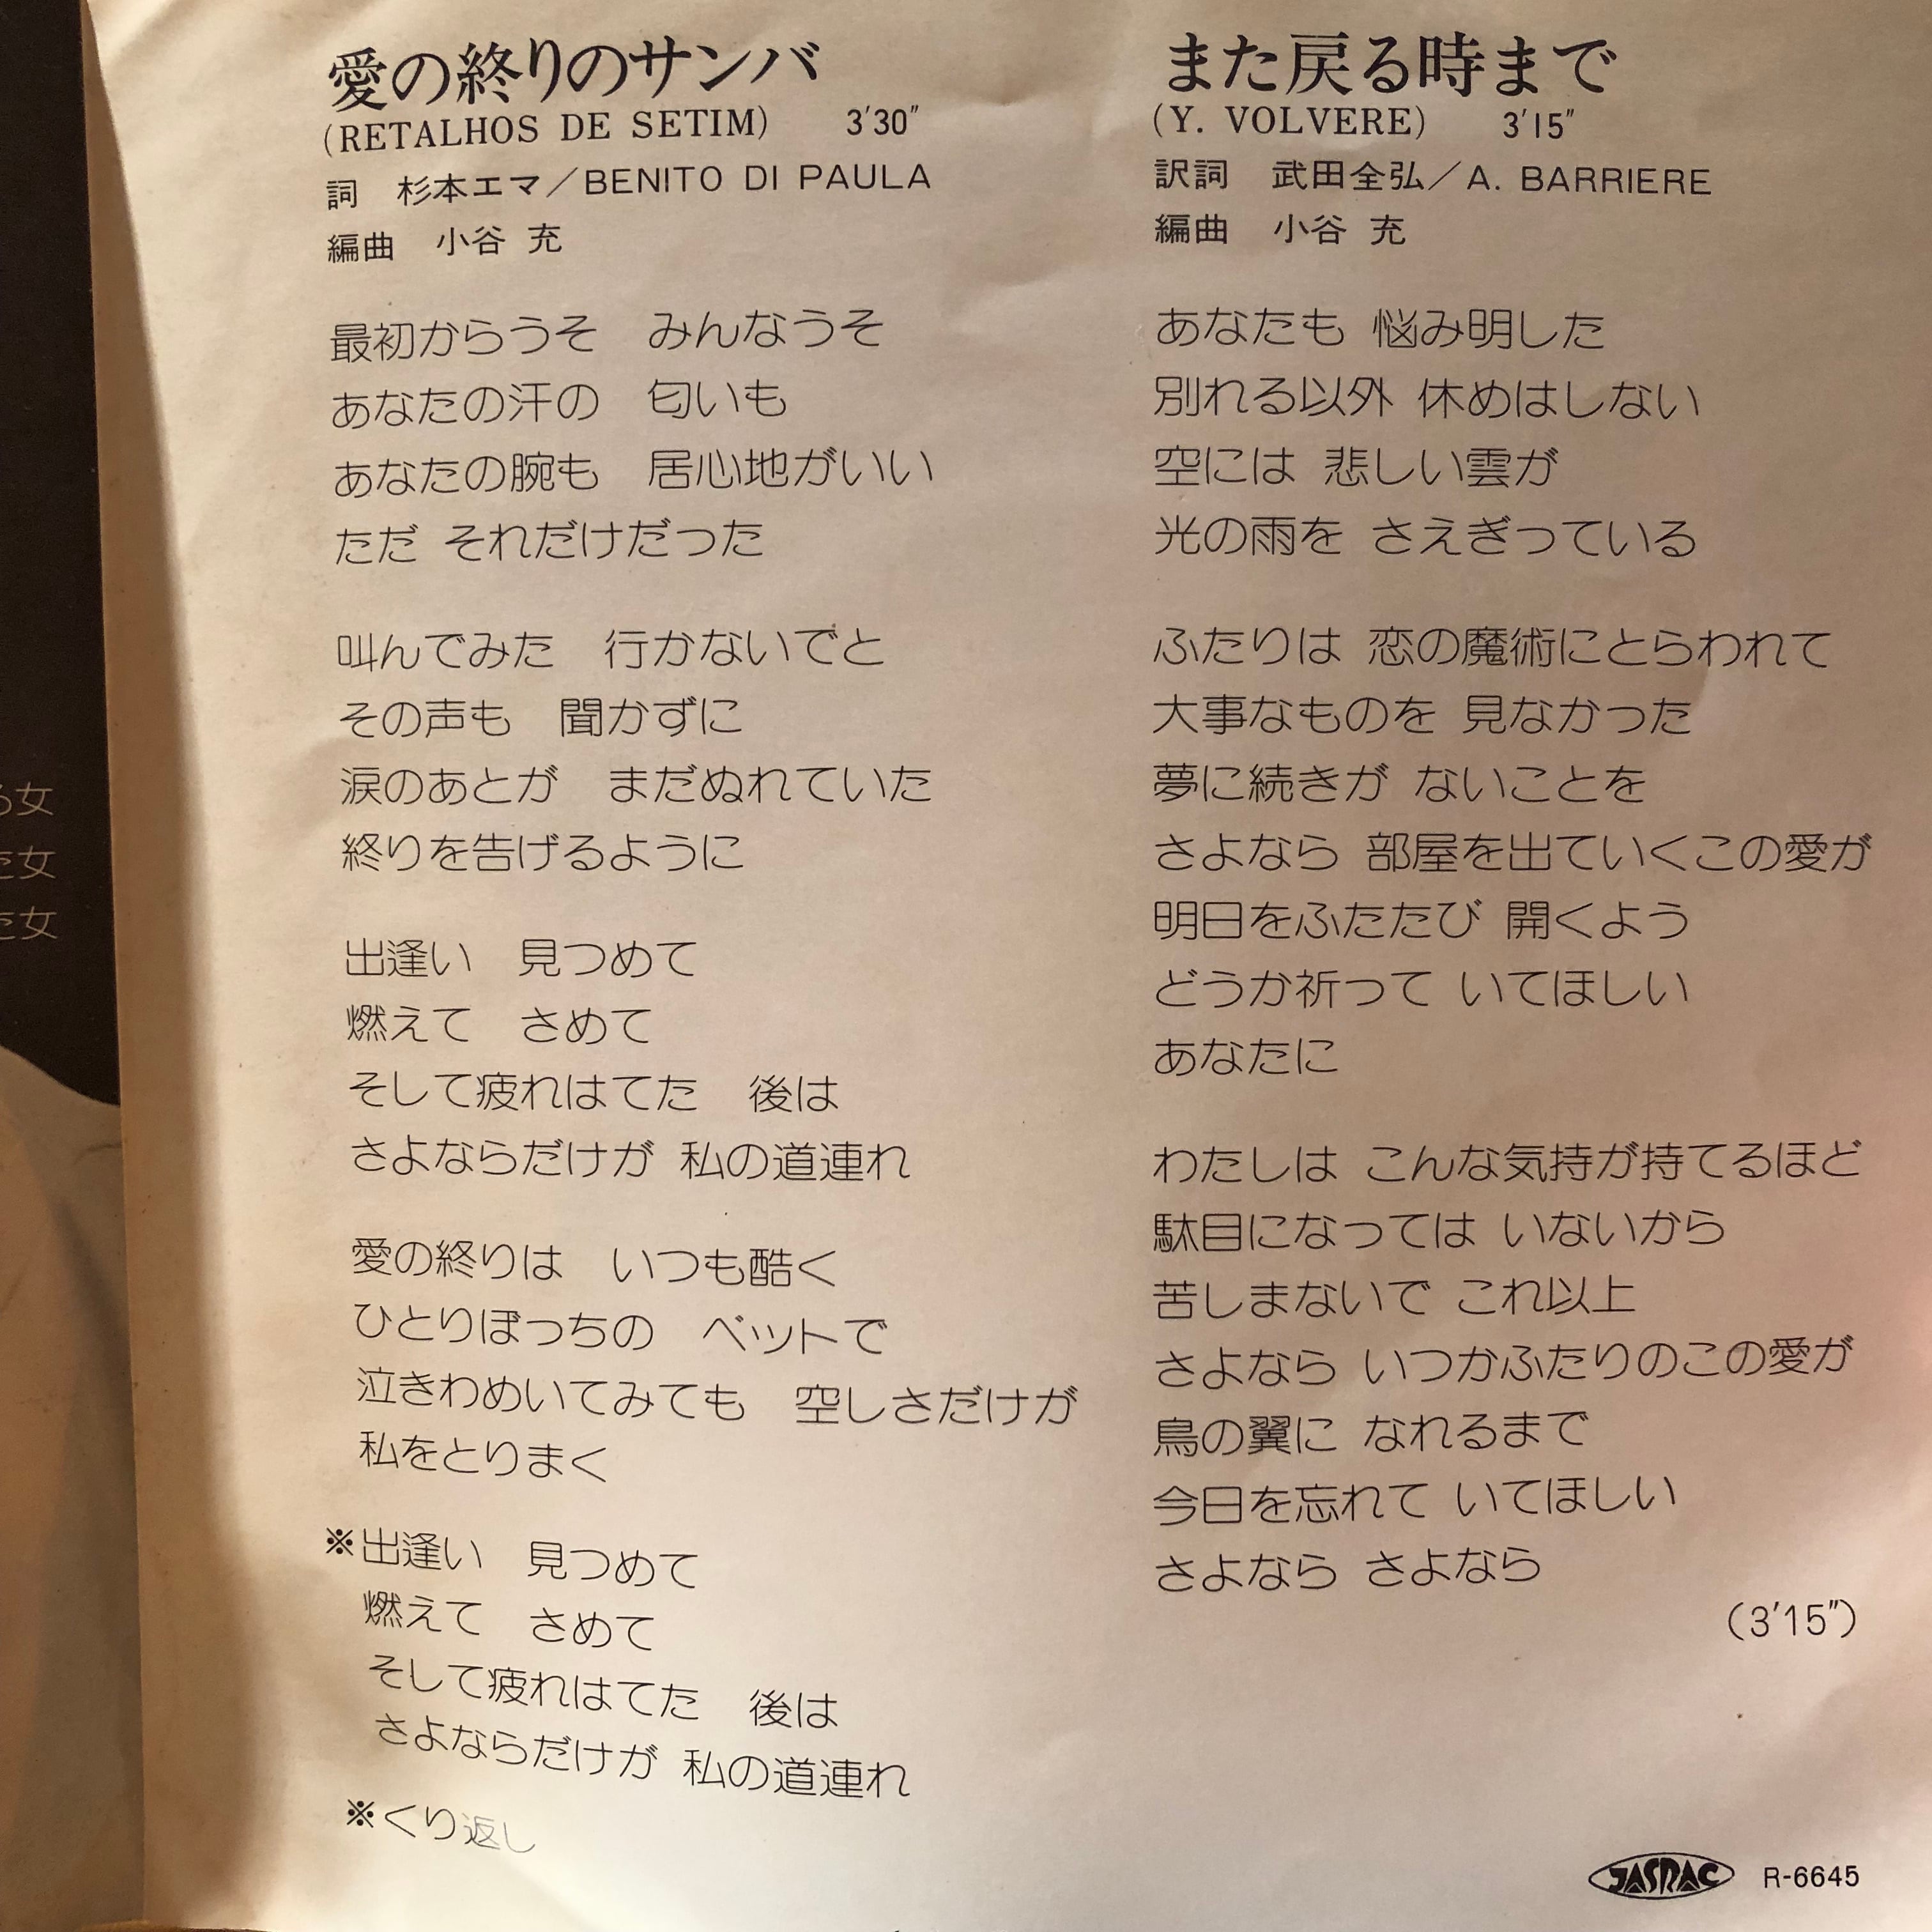 愛の終りのサンバ
(RETALHOS DE SETIM) 3'30"
詞 杉本エマ/BENITO DI PAULA
編曲 小谷 充
最初からうそ みんなうそ
あなたの汗の 匂いも
あなたの腕も 居心地がいい
ただ それだけだった
叫んでみた 行かないでと
その声も 聞かずに
涙のあとが まだぬれていた
終りを告げるように
出逢い 見つめて
燃えて さめて
そして疲れはてた 後は
さよならだけが 私の道連れ
愛の終りは いつも酷く
ひとりぼっちの ベットで
泣きわめいてみても 空しさだけが
私をとりまく
※出逢い 見つめて
燃えて さめて
そして疲れはてた 後は
さよならだけが 私の道連れ
※くり返し
また戻る時まで
(Y. VOLVERE) 3'15"
訳詞 武田全弘/A. BARRIERE
編曲 小谷 充
あなたも 悩み明した
別れる以外 休めはしない
空には 悲しい雲が
光の雨を さえぎっている
ふたりは 恋の魔術にとらわれて
大事なものを 見なかった
夢に続きが ないことを
さよなら 部屋を出ていくこの愛が
明日をふたたび 開くよう
どうか祈って いてほしい
あなたに
わたしは こんな気持が持てるほど
駄目になっては いないから
苦しまないで これ以上
さよなら いつかふたりのこの愛が
鳥の翼に なれるまで
今日を忘れて いてほしい
さよなら さよなら
(3'15")
JASRAC R-6645
女
た女
た女